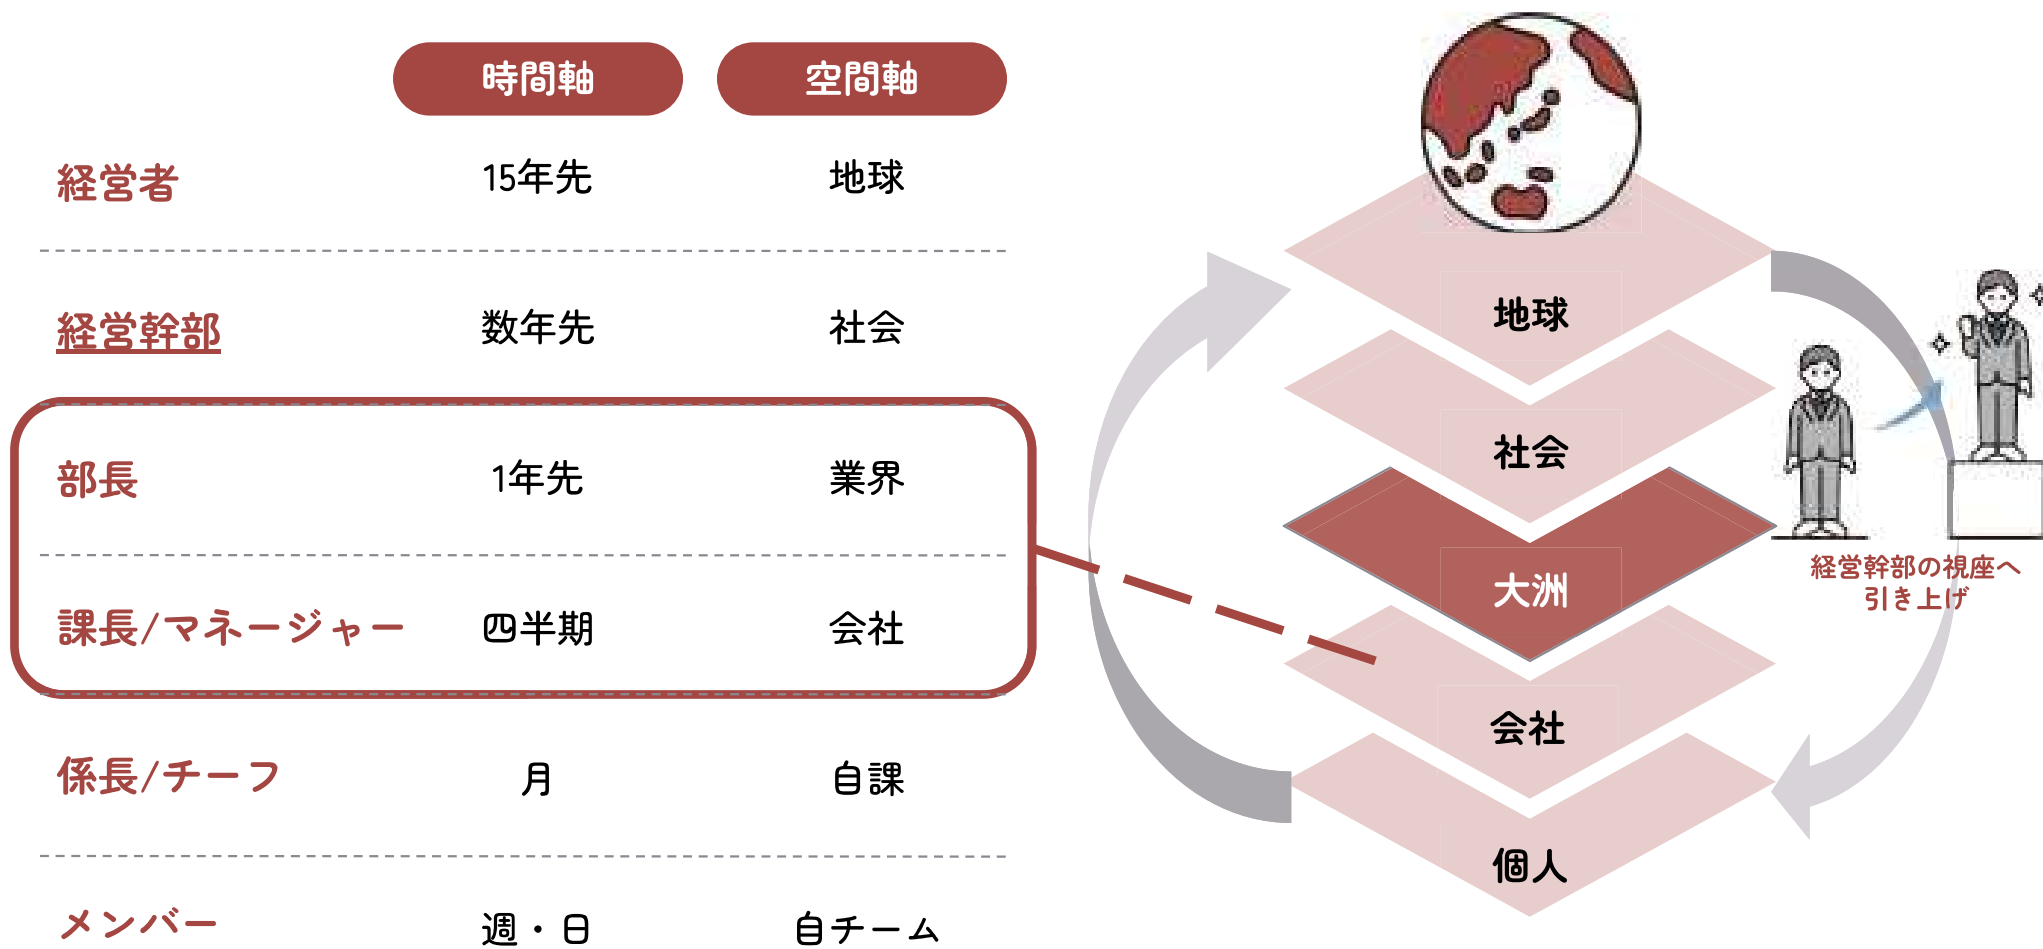 時間軸 空間軸
経営者 15年先 地球
経営幹部 数年先 社会
部長 1年先 業界
課長/マネージャー 四半期 会社
係長/チーフ 月 自課
メンバー 週・日 自チーム
地球
社会
大洲
会社
個人
経営幹部の視座へ
引き上げ